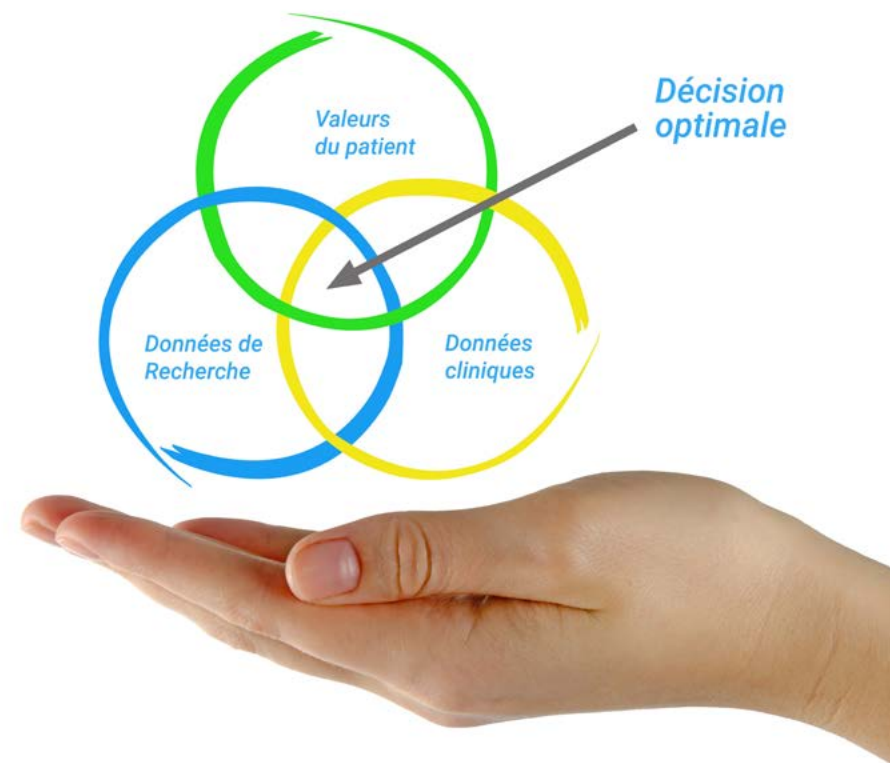 Décision
optimale
Valeurs
du patient
Données de
Recherche
Données
cliniques